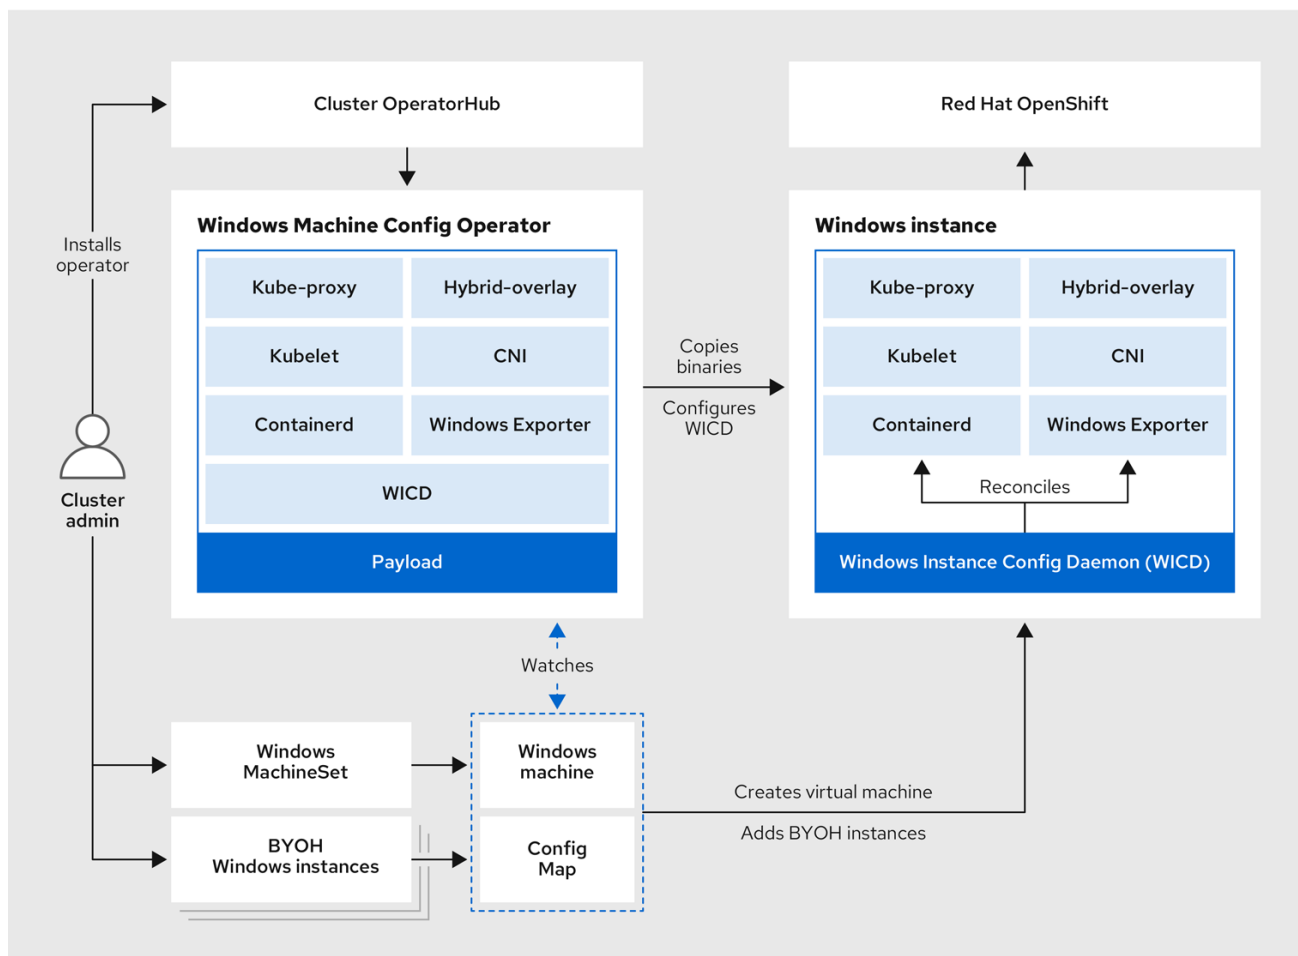 Cluster OperatorHub
Red Hat OpenShift
Installs
operator
Cluster
admin
Windows Machine Config Operator
Kube-proxy
Hybrid-overlay
Kubelet
CNI
Containerd
Windows Exporter
WICD
Payload
Copies
binaries
Configures
WICD
Windows instance
Kube-proxy
Hybrid-overlay
Kubelet
CNI
Containerd
Windows Exporter
Reconciles
Windows Instance Config Daemon (WICD)
Watches
Windows
MachineSet
Windows
machine
BYOH
Windows instances
Config
Map
Creates virtual machine
Adds BYOH instances